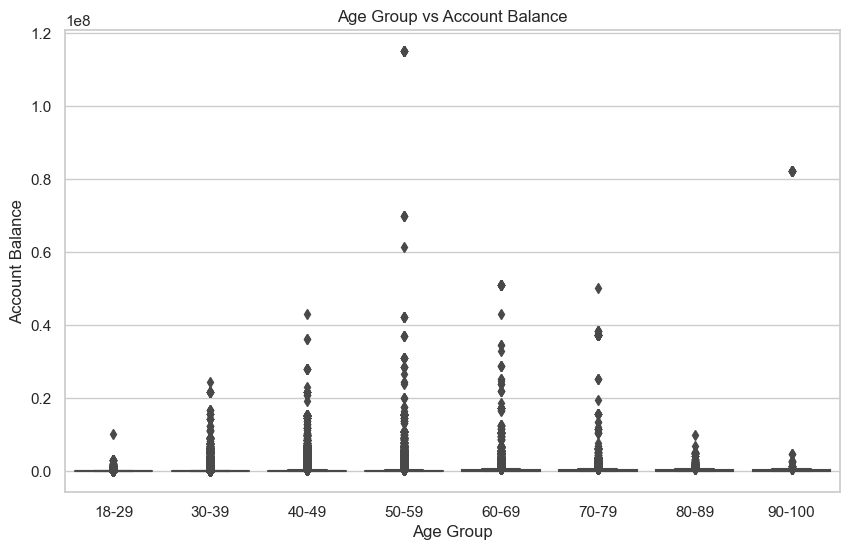 Age Group vs Account Balance
1e8
1.2
1.0
0.8
0.6
0.4
0.2
0.0
Account Balance
18-29 30-39 40-49 50-59 60-69 70-79 80-89 90-100
Age Group